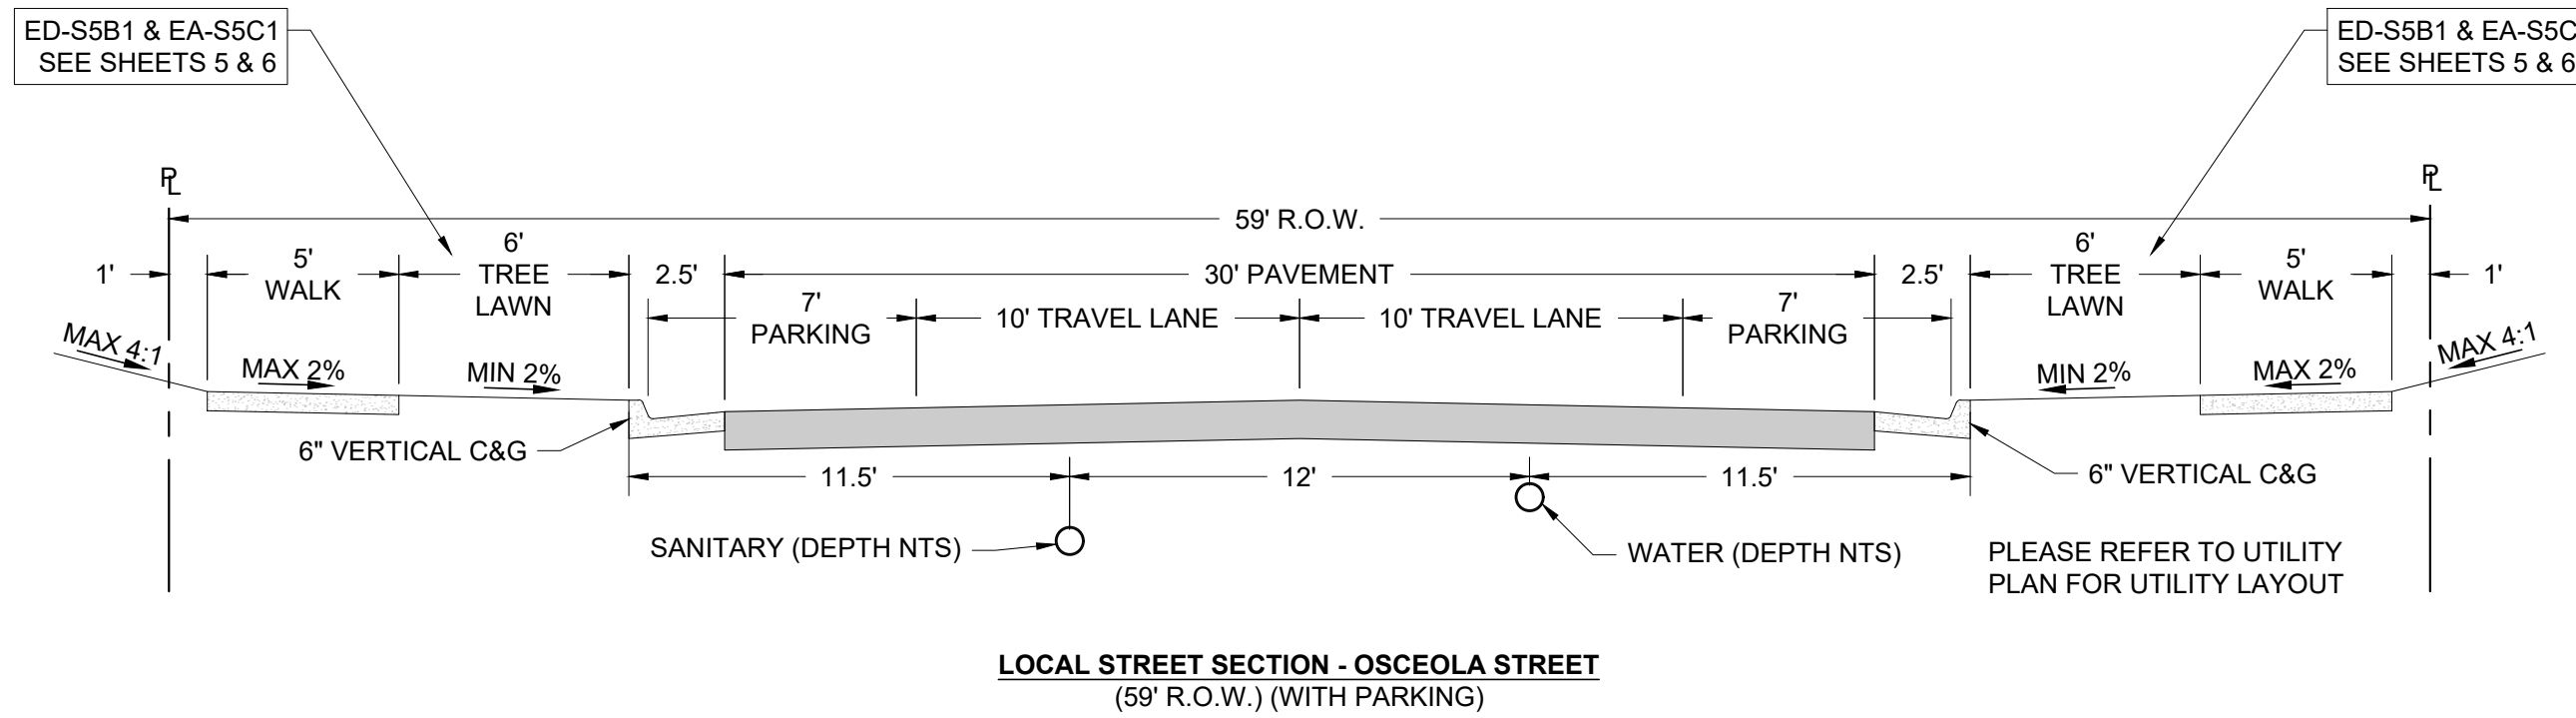 ED-S5B1 & EA-S5C1
SEE SHEETS 5 & 6
ED-S5B1 & EA-S5C
SEE SHEETS 5 & 6
PL
PL
59' R.O.W.
1'
5'
WALK
6'
TREE
LAWN
2.5'
30' PAVEMENT
2.5'
6'
TREE
LAWN
5'
WALK
1'
7'
PARKING
10' TRAVEL LANE
10' TRAVEL LANE
7'
PARKING
MAX 4:1
MAX 2%
MIN 2%
MIN 2%
MAX 2%
MAX 4:1
6" VERTICAL C&G
11.5'
12'
11.5'
6" VERTICAL C&G
SANITARY (DEPTH NTS)
WATER (DEPTH NTS)
PLEASE REFER TO UTILITY
PLAN FOR UTILITY LAYOUT
LOCAL STREET SECTION - OSCEOLA STREET
(59' R.O.W.) (WITH PARKING)